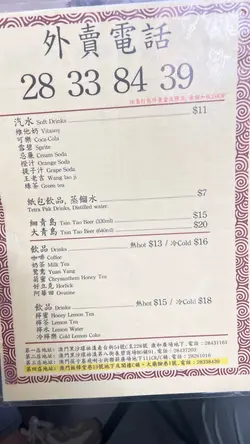 外賣電話
28 33 84 39
汽水 Soft Drinks $11
維他奶 Vitasoy
可樂 Coca-Cola
雪碧 Sprite
忌廉 Cream Soda
橙汁 Orange Soda
提子汁 Grape Soda
王老吉 Wang lao ji
綠茶 Green tea
紙包飲品, 蒸餾水 $7
Tetra Pak Drinks, Distilled water
細青島 Tsin Tao Beer (330ml) $15
大青島 Tsin Tao Beer (640ml) $20
飲品 Drinks 熱hot $13 / 冷Cold $16
咖啡 Coffee
奶茶 Milk Tea
鴛鴦 Yuan Yang
菊蜜 Chrysanthem Honey Tea
好立克 Horlick
阿華田 Ovaltine
飲品 Drinks 熱hot $15 / 冷Cold $18
檸蜜 Honey Lemon Tea
檸茶 Lemon Tea
檸水 Lemon Water
冷檸樂 Cold Lemon Coke